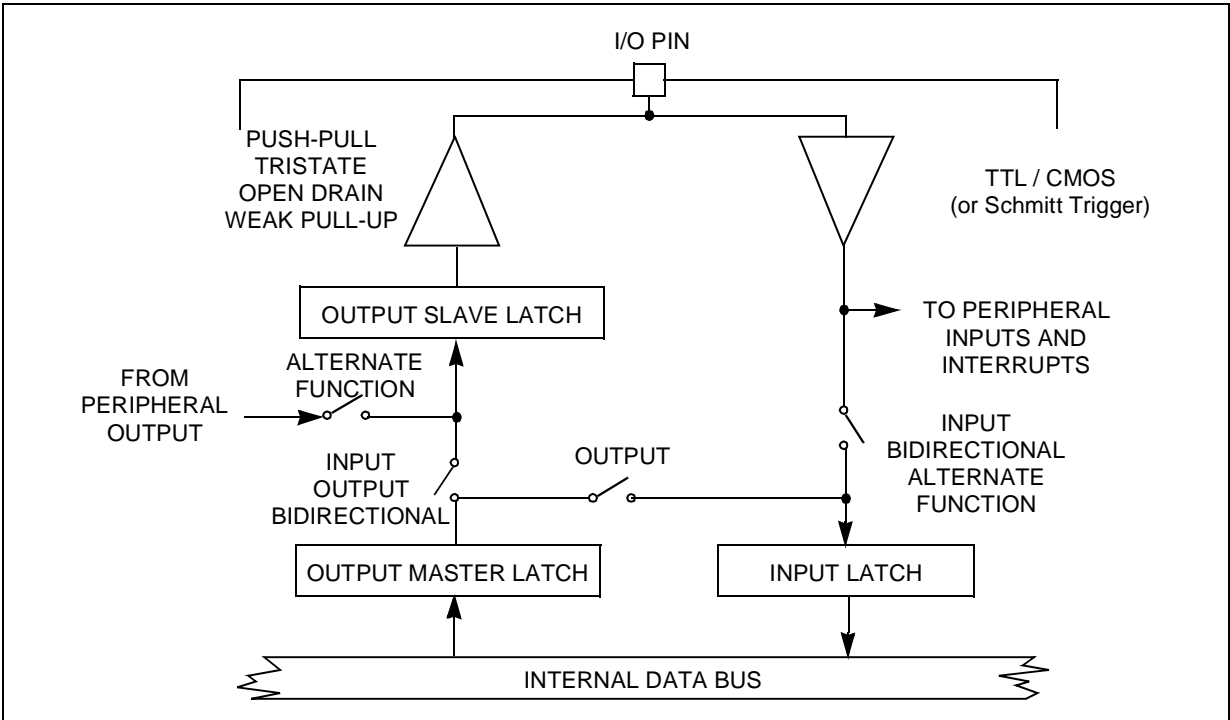 I/O PIN
PUSH-PULL
TRISTATE
OPEN DRAIN
WEAK PULL-UP
TTL / CMOS
(or Schmitt Trigger)
OUTPUT SLAVE LATCH
TO PERIPHERAL
INPUTS AND
INTERRUPTS
ALTERNATE
FUNCTION
FROM
PERIPHERAL
OUTPUT
INPUT
OUTPUT
BIDIRECTIONAL
OUTPUT
INPUT
BIDIRECTIONAL
ALTERNATE
FUNCTION
OUTPUT MASTER LATCH
INPUT LATCH
INTERNAL DATA BUS